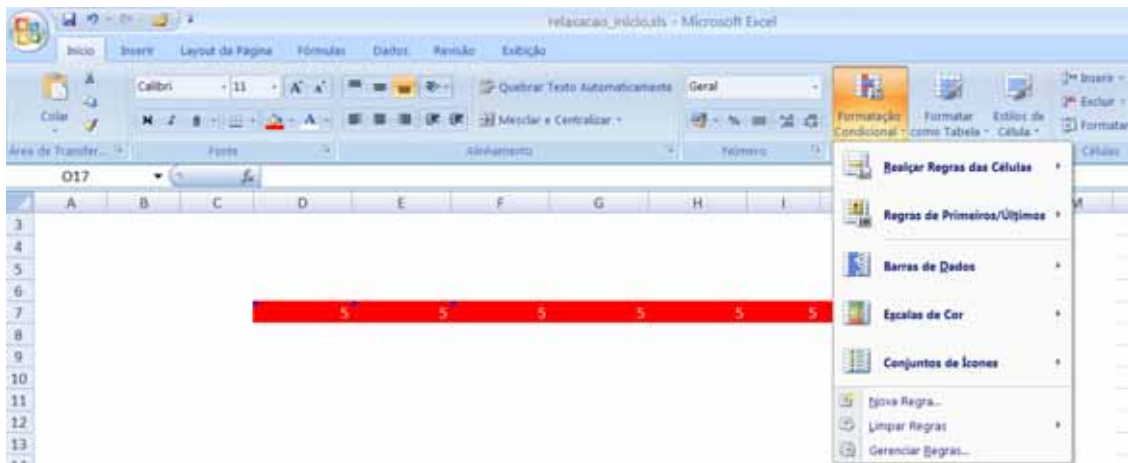 relaxacao_inicio.xls - Microsoft Excel
Início Inserir Layout da Página Fórmulas Dados Revisão Exibição
Calibri 11 A A Quebrar Texto Automaticamente Geral Inserir
Colar N I S A Mesclar e Centralizar % Formatação Condicional Formatar como Tabela Estilos de Célula Excluir
Formatar
Área de Transfer... Fonte Alinhamento Número Células
O17 fx
A B C D E F G H I M
3
4
5
6
7 5 5 5 5 5 5
8
9
10
11
12
13
Realçar Regras das Células
Regras de Primeiros/Últimos
Barras de Dados
Escalas de Cor
Conjuntos de Ícones
Nova Regra...
Limpar Regras
Gerenciar Regras...